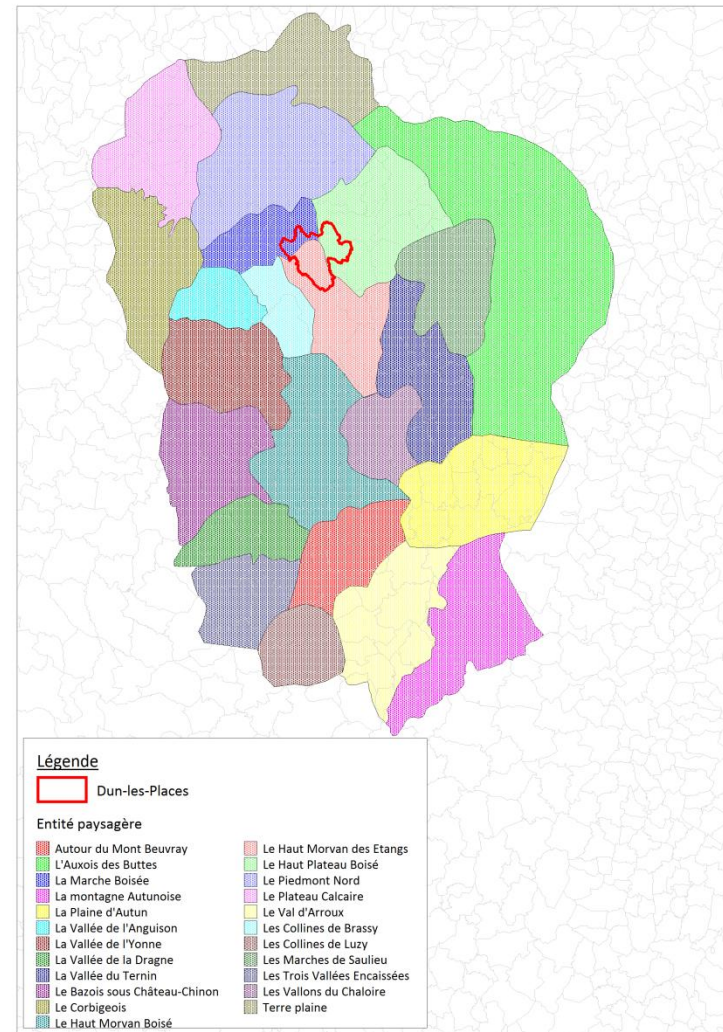 Légende
Dun-les-Places
Entité paysagère
Autour du Mont Beuvray
L'Auxois des Buttes
La Marche Boisée
La montagne Autunoise
La Plaine d'Autun
La Vallée de l'Anguison
La Vallée de l'Yonne
La Vallée de la Dragne
La Vallée du Ternin
Le Bazois sous Château-Chinon
Le Corbigeois
Le Haut Morvan Boisé
Le Haut Morvan des Etangs
Le Haut Plateau Boisé
Le Piedmont Nord
Le Plateau Calcaire
Le Val d'Arroux
Les Collines de Brassy
Les Collines de Luzy
Les Marches de Saulieu
Les Trois Vallées Encaissées
Les Vallons du Chaloire
Terre plaine